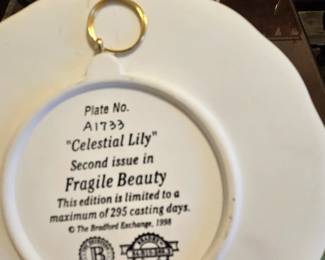 Plate No.
A1733
"Celestial Lily"
Second issue in
Fragile Beauty
This edition is limited to a
maximum of 295 casting days.
© The Bradford Exchange, 1998
B